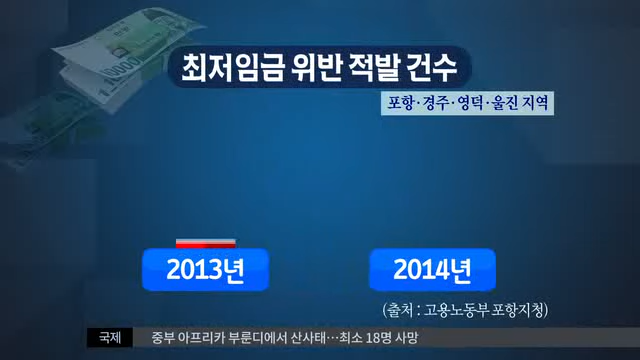 최저임금 위반 적발 건수
포항·경주·영덕·울진 지역
2013년
2014년
(출처 : 고용노동부 포항지청)
국제 중부 아프리카 부룬디에서 산사태…최소 18명 사망